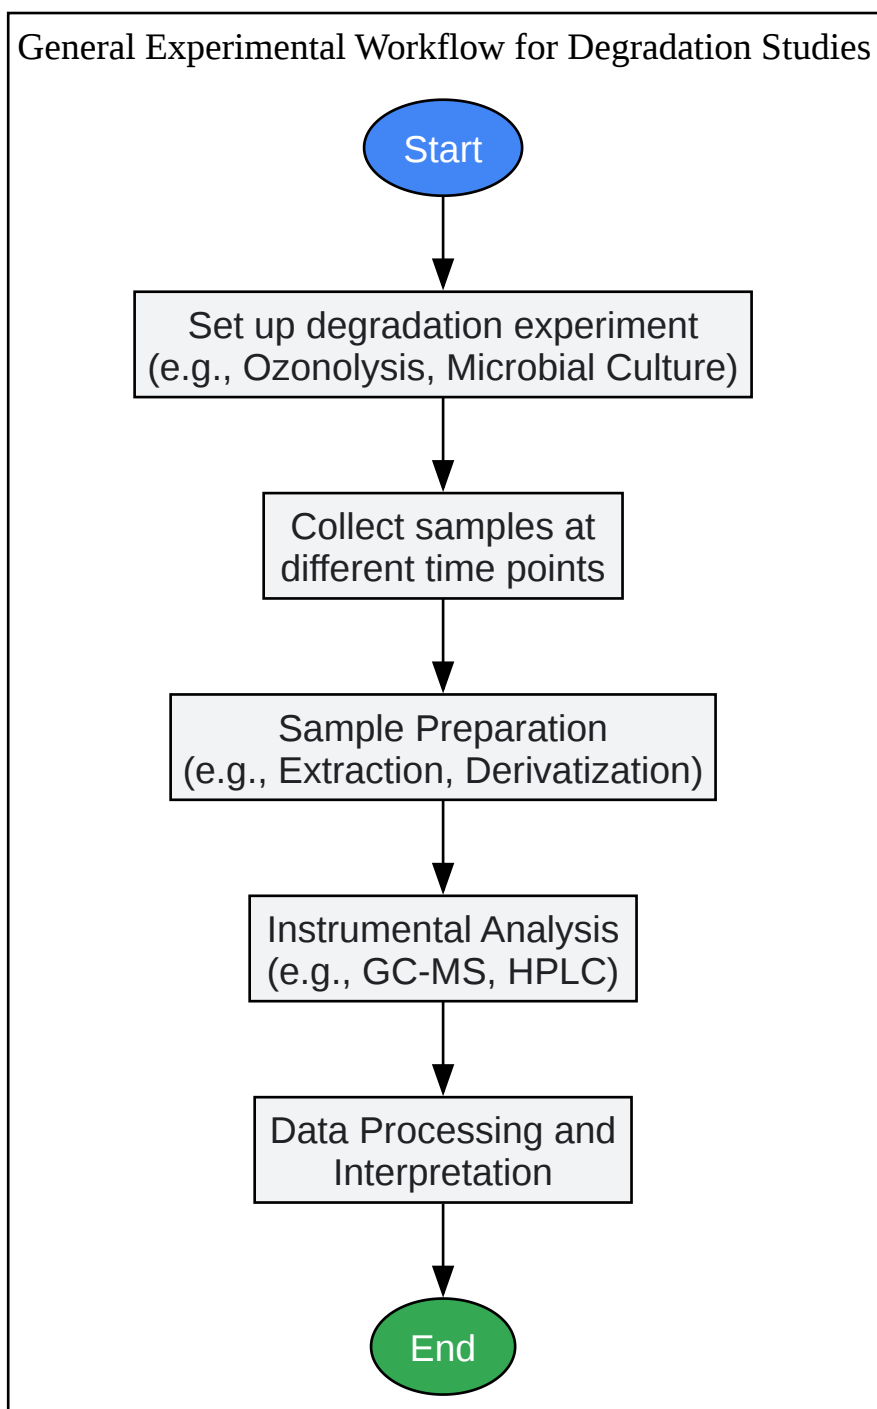 General Experimental Workflow for Degradation Studies
Start
Set up degradation experiment
(e.g., Ozonolysis, Microbial Culture)
Collect samples at
different time points
Sample Preparation
(e.g., Extraction, Derivatization)
Instrumental Analysis
(e.g., GC-MS, HPLC)
Data Processing and
Interpretation
End